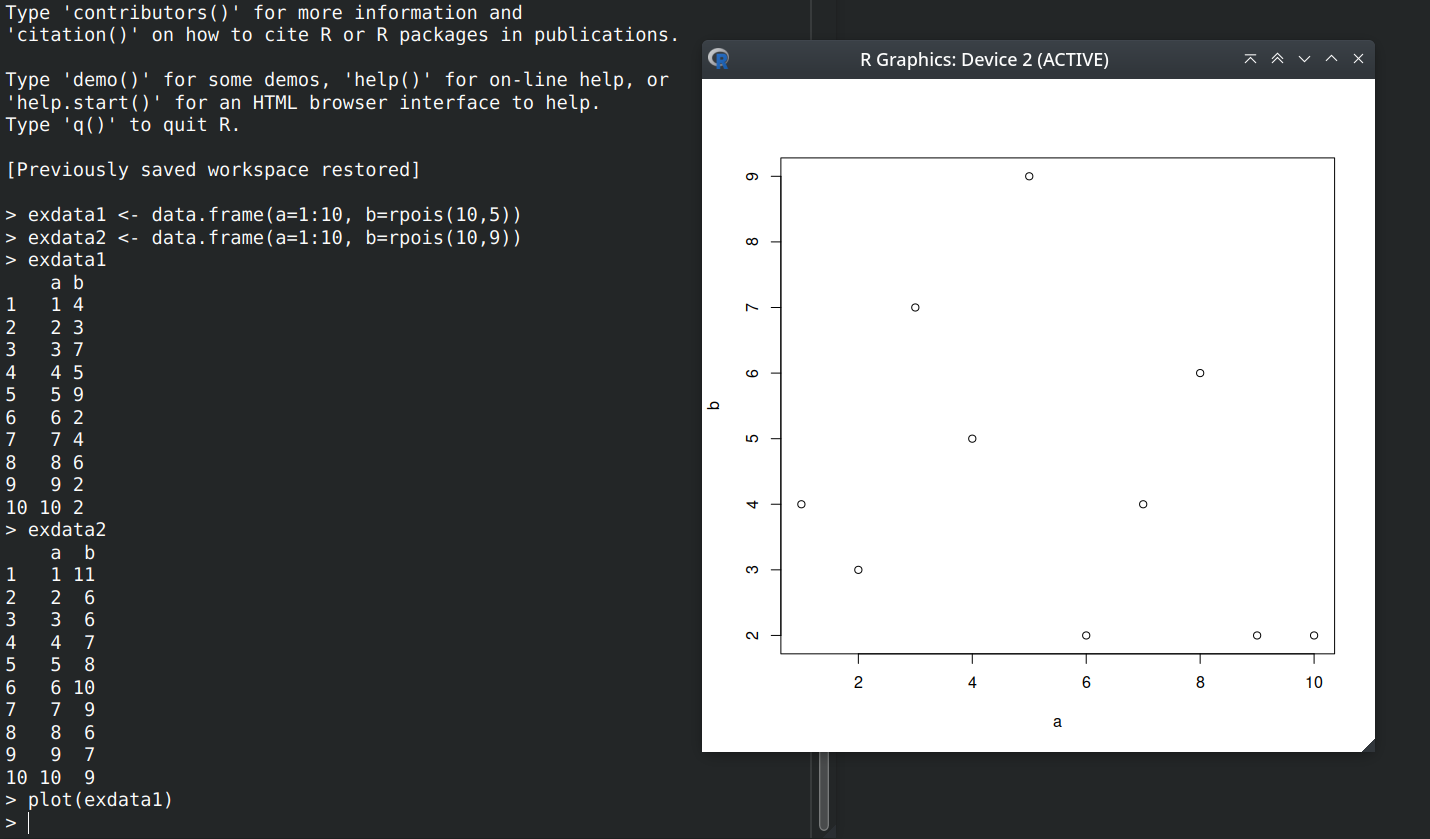 Type 'contributors()' for more information and
'citation()' on how to cite R or R packages in publications.
Type 'demo()' for some demos, 'help()' for on-line help, or
'help.start()' for an HTML browser interface to help.
Type 'q()' to quit R.
[Previously saved workspace restored]
> exdata1 <- data.frame(a=1:10, b=rpois(10,5))
> exdata2 <- data.frame(a=1:10, b=rpois(10,9))
> exdata1
    a b
1   1 4
2   2 3
3   3 7
4   4 5
5   5 9
6   6 2
7   7 4
8   8 6
9   9 2
10 10 2
> exdata2
    a  b
1   1 11
2   2  6
3   3  6
4   4  7
5   5  8
6   6 10
7   7  9
8   8  6
9   9  7
10 10  9
> plot(exdata1)
>
R
R Graphics: Device 2 (ACTIVE)
9
8
7
6
5
4
3
2
b
2 4 6 8 10
a